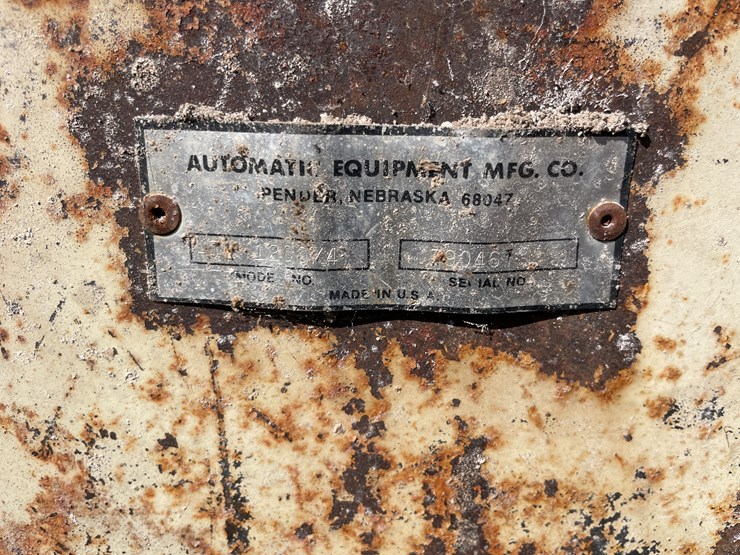 AUTOMATIC EQUIPMENT MFG. CO.
PENDER, NEBRASKA 68047
MODEL NO. SERIAL NO.
MADE IN U.S.A.